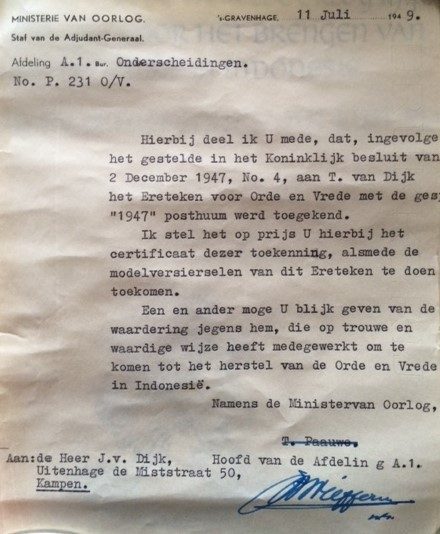 MINISTERIE VAN OORLOG.
's-GRAVENHAGE, 11 Juli 1949.
Staf van de Adjudant-Generaal.
Afdeling A.1. Bur. Onderscheidingen.
No. P. 231 O/V.
Hierbij deel ik U mede, dat, ingevolge
het gestelde in het Koninklijk besluit van
2 December 1947, No. 4, aan T. van Dijk
het Ereteken voor Orde en Vrede met de gesp
"1947" posthuum werd toegekend.
Ik stel het op prijs U hierbij het
certificaat dezer toekenning, alsmede de
modelversierselen van dit Ereteken te doen
toekomen.
Een en ander moge U blijk geven van de
waardering jegens hem, die op trouwe en
waardige wijze heeft medegewerkt om te
komen tot het herstel van de Orde en Vrede
in Indonesië.
Namens de Ministervan Oorlog,
T. Paauwe.
Aan:de Heer J.v. Dijk, Hoofd van de Afdelin g A.1.
Uitenhage de Miststraat 50,
Kampen.